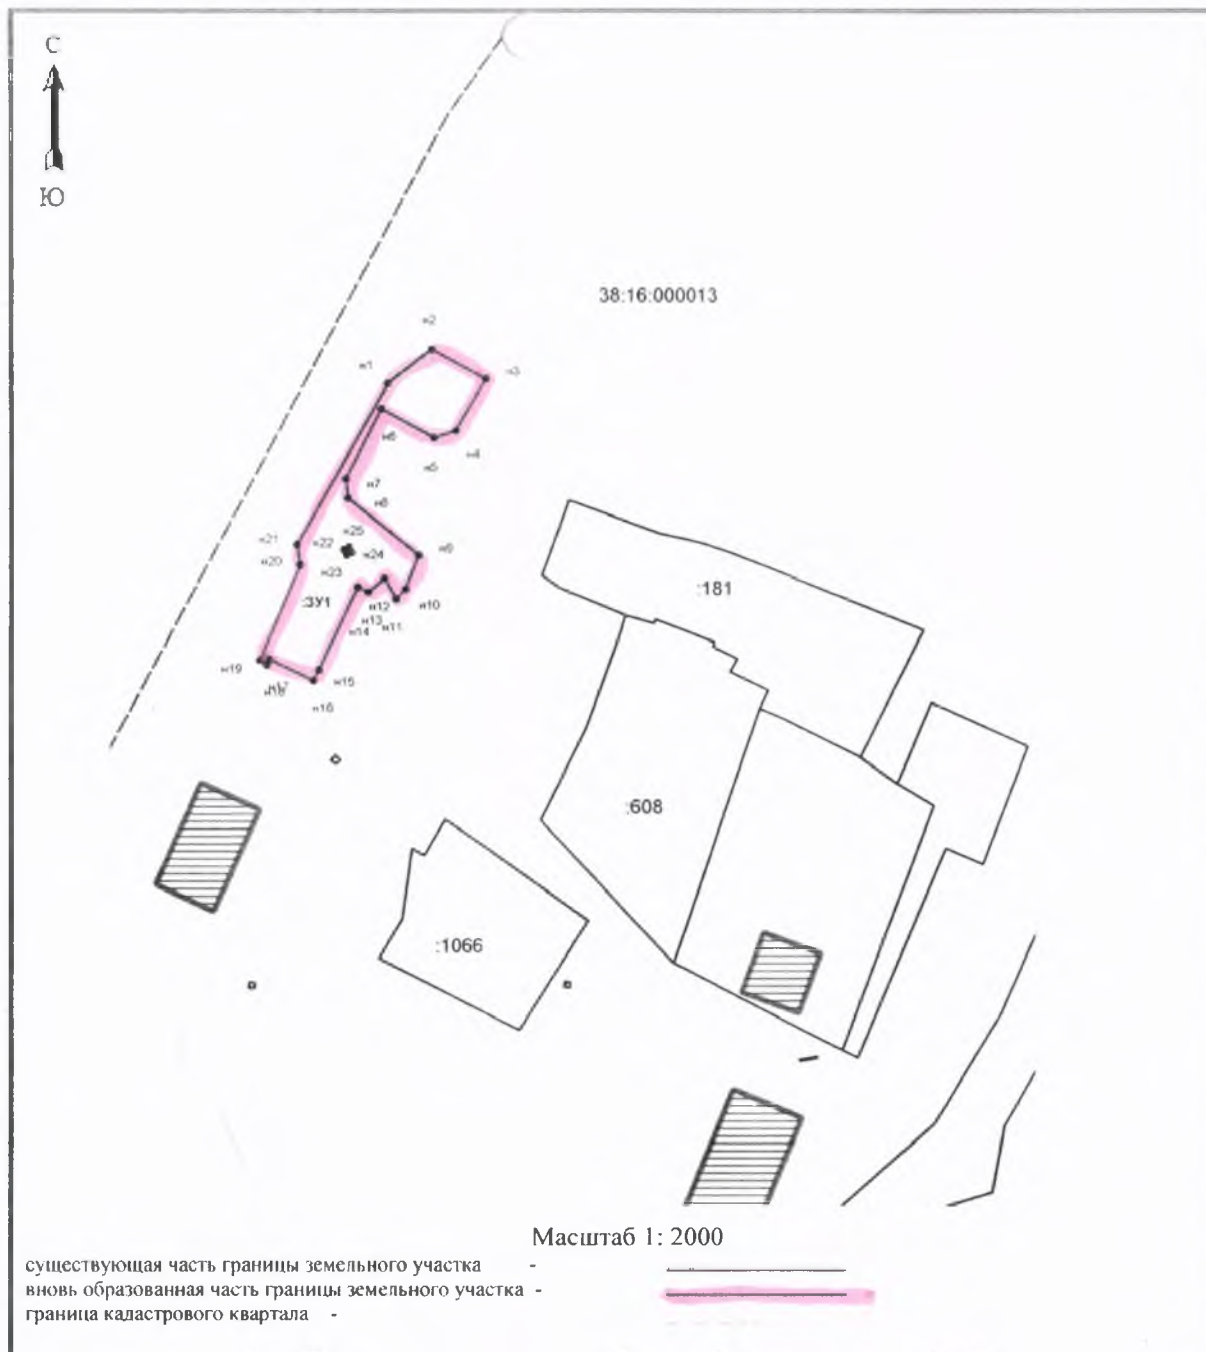 С
Ю
38:16:000013
н2
н1
н3
н6
н5
н4
н7
н8
н21
н22
н25
н24
н9
н20
н23
:ЗУ1
н12
н10
н13
н11
н14
н19
н18
н15
н16
:181
:608
:1066
Масштаб 1: 2000
существующая часть границы земельного участка -
вновь образованная часть границы земельного участка -
граница кадастрового квартала -